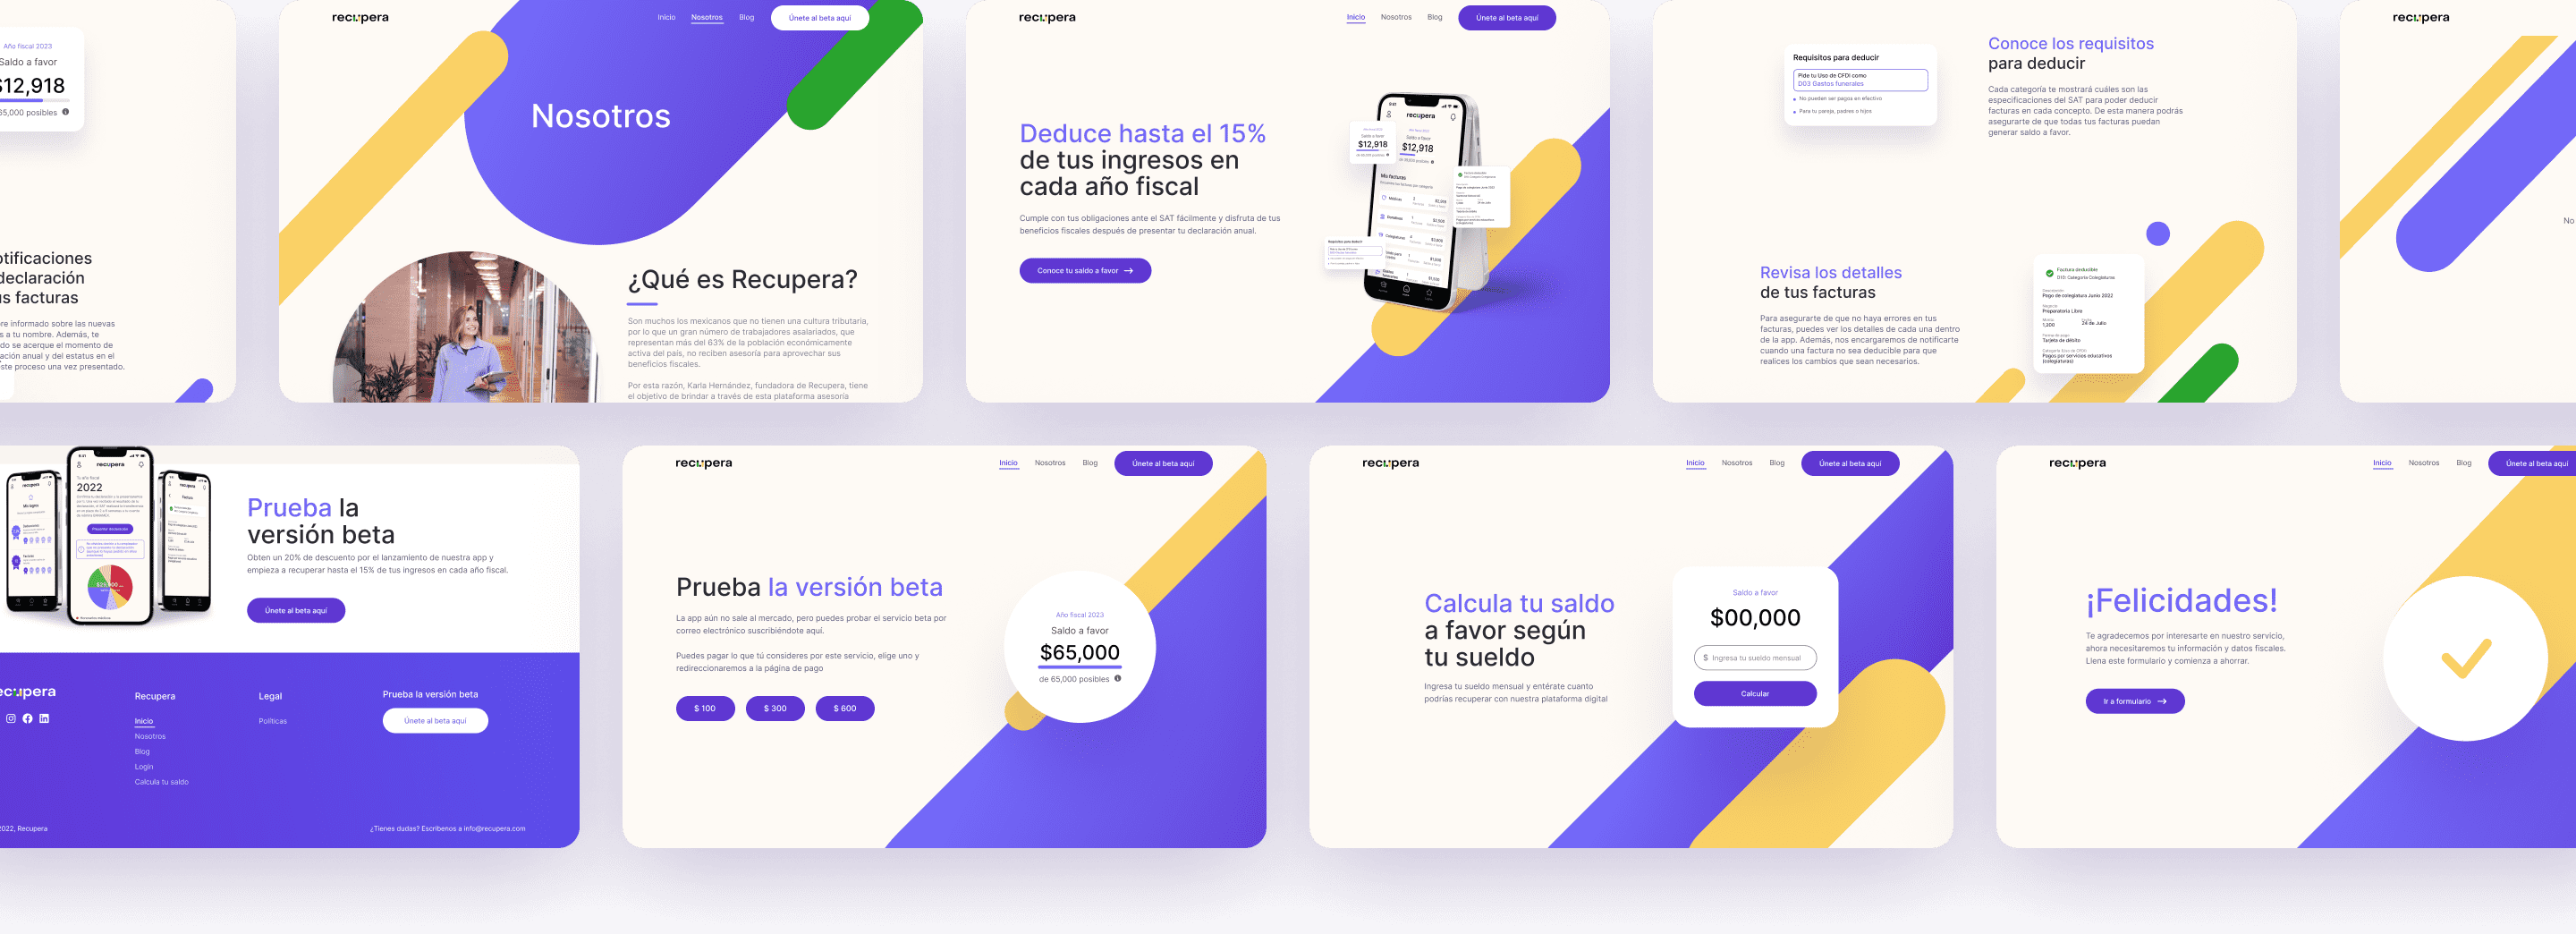 Año fiscal 2023
Saldo a favor
$12,918
65,000 posibles
otificaciones
declaración
us facturas
re informado sobre las nuevas
s a tu nombre. Además, te
do se acerque el momento de
ación anual y del estatus en el
ste proceso una vez presentado.
recupera
Inicio
Nosotros
Blog
Únete al beta aquí
Nosotros
¿Qué es Recupera?
Son muchos los mexicanos que no tienen una cultura tributaria,
por lo que un gran número de trabajadores asalariados, que
representan más del 63% de la población económicamente
activa del país, no reciben asesoría para aprovechar sus
beneficios fiscales.
Por esta razón, Karla Hernández, fundadora de Recupera, tiene
el objetivo de brindar a través de esta plataforma asesoría
recupera
Inicio
Nosotros
Blog
Únete al beta aquí
Deduce hasta el 15%
de tus ingresos en
cada año fiscal
Cumple con tus obligaciones ante el SAT fácilmente y disfruta de tus
beneficios fiscales después de presentar tu declaración anual.
Conoce tu saldo a favor
recupera
Saldo a favor
$12,918
Saldo a favor
$12,918
Mis facturas
Requisitos para deducir
Pide tu Uso de CFDI como
D03 Gastos funerales
No pueden ser pagos en efectivo
Para tu pareja, padres o hijos
Conoce los requisitos
para deducir
Cada categoría te mostrará cuáles son las
especificaciones del SAT para poder deducir
facturas en cada concepto. De esta manera podrás
asegurarte de que todas tus facturas puedan
generar saldo a favor.
Revisa los detalles
de tus facturas
Para asegurarte de que no haya errores en tus
facturas, puedes ver los detalles de cada una dentro
de la app. Además, nos encargaremos de notificarte
cuando una factura no sea deducible para que
realices los cambios que sean necesarios.
Factura deducible
D10: Categoría Colegiaturas
Pago de colegiatura Junio 2022
Preparatoria Libre
1,200
24 de Julio
Forma de pago
Tarjeta de débito
Pagos por servicios educativos
(colegiaturas)
recupera
No
recupera
Tu año fiscal
2022
Prueba la
versión beta
Obten un 20% de descuento por el lanzamiento de nuestra app y
empieza a recuperar hasta el 15% de tus ingresos en cada año fiscal.
Únete al beta aquí
ecupera
Recupera
Inicio
Nosotros
Blog
Login
Calcula tu saldo
Legal
Políticas
Prueba la versión beta
Únete al beta aquí
2022, Recupera
¿Tienes dudas? Escríbenos a info@recupera.com
recupera
Inicio
Nosotros
Blog
Únete al beta aquí
Prueba la versión beta
La app aún no sale al mercado, pero puedes probar el servicio beta por
correo electrónico suscribiéndote aquí.
Puedes pagar lo que tú consideres por este servicio, elige uno y
redireccionaremos a la página de pago
$ 100
$ 300
$ 600
Año fiscal 2023
Saldo a favor
$65,000
de 65,000 posibles
recupera
Inicio
Nosotros
Blog
Únete al beta aquí
Calcula tu saldo
a favor según
tu sueldo
Ingresa tu sueldo mensual y entérate cuanto
podrías recuperar con nuestra plataforma digital
Saldo a favor
$00,000
$ Ingresa tu sueldo mensual
Calcular
recupera
Inicio
Nosotros
Blog
Únete al beta aquí
¡Felicidades!
Te agradecemos por interesarte en nuestro servicio,
ahora necesitaremos tu información y datos fiscales.
Llena este formulario y comienza a ahorrar.
Ir a formulario